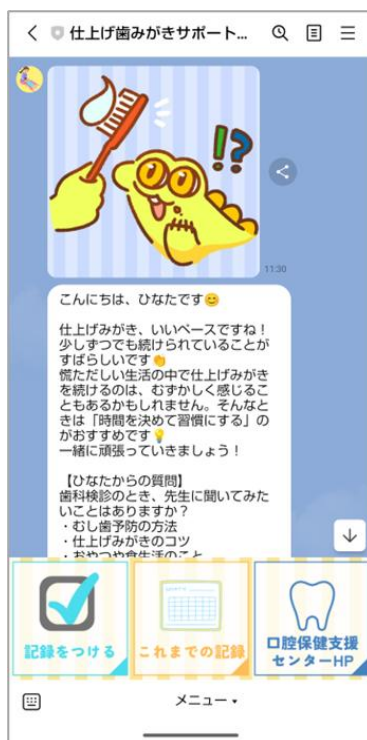 仕上げ歯みがきサポート...
!?
11:30
こんにちは、ひなたです😊
仕上げみがき、いいペースですね!
少しずつでも続けられていることが
すばらしいです👏
慌ただしい生活の中で仕上げみがき
を続けるのは、むずかしく感じるこ
ともあるかもしれません。そんなと
きは「時間を決めて習慣にする」の
がおすすめです💡
一緒に頑張っていきましょう!
【ひなたからの質問】
歯科検診のとき、先生に聞いてみた
いことはありますか?
・むし歯予防の方法
・仕上げみがきのコツ
・おやつや食生活のこと
記録をつける
これまでの記録
口腔保健支援
センターHP
メニュー